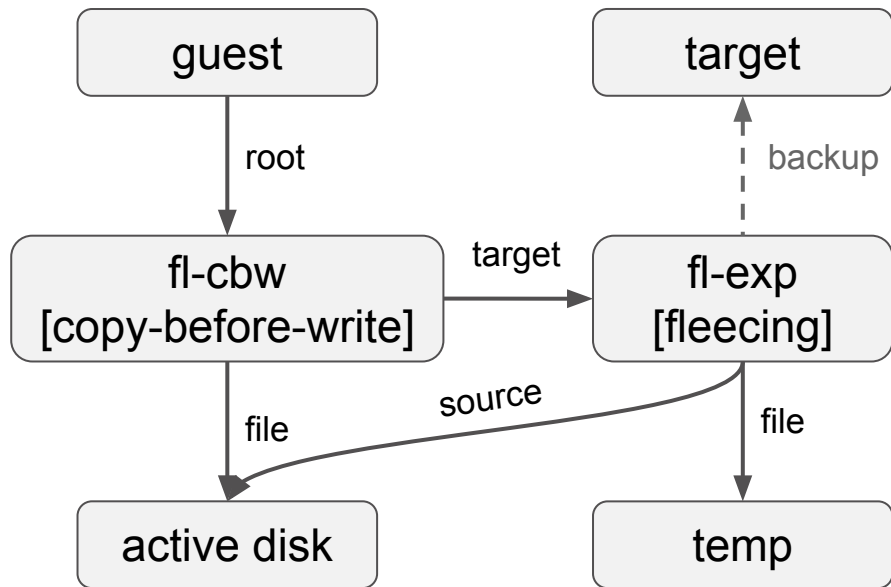 guest
target
root
backup
fl-cbw
[copy-before-write]
target
fl-exp
[fleecing]
file
source
file
active disk
temp